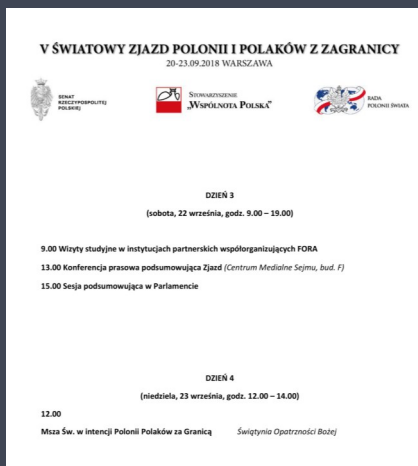 V ŚWIATOWY ZJAZD POLONII I POLAKÓW Z ZAGRANICY
20-23.09.2018 WARSZAWA
SENAT
RZECZYPOSPOLITEJ
POLSKIEJ
STOWARZYSZENIE
„WSPÓLNOTA POLSKA”
RADA
POLONII ŚWIATA
DZIEŃ 3
(sobota, 22 września, godz. 9.00 – 19.00)
9.00 Wizyty studyjne w instytucjach partnerskich współorganizujących FORA
13.00 Konferencja prasowa podsumowująca Zjazd (Centrum Medialne Sejmu, bud. F)
15.00 Sesja podsumowująca w Parlamencie
DZIEŃ 4
(niedziela, 23 września, godz. 12.00 – 14.00)
12.00
Msza Św. w intencji Polonii Polaków za Granicą Świątynia Opatrzności Bożej